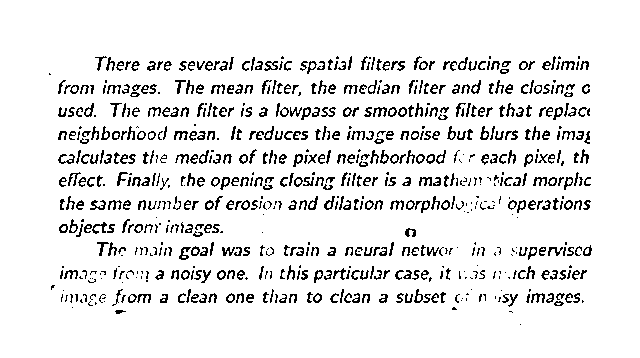 There are several classic spatial filters for reducing or elimin
from images. The mean filter, the median filter and the closing o
used. The mean filter is a lowpass or smoothing filter that replac
neighborhood mean. It reduces the image noise but blurs the imag
calculates the median of the pixel neighborhood for each pixel, th
effect. Finally, the opening closing filter is a mathematical morpho
the same number of erosion and dilation morphological operations
objects from images.
The main goal was to train a neural network in a supervised
image from a noisy one. In this particular case, it was much easier
image from a clean one than to clean a subset of noisy images.